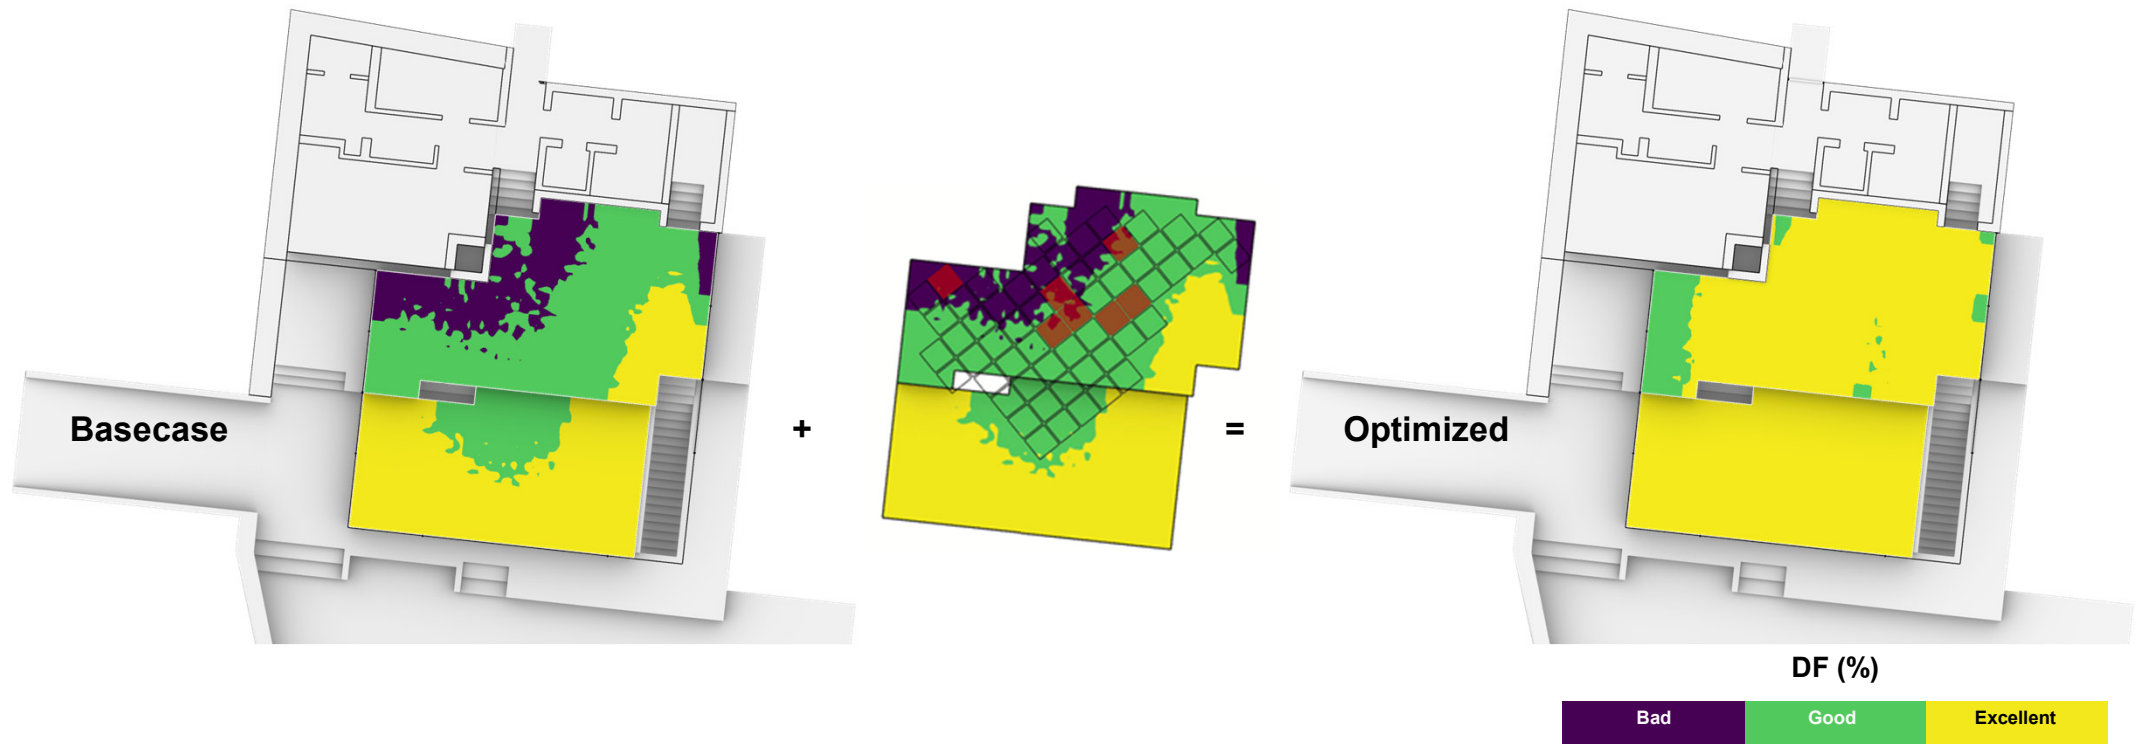 Basecase
+
=
Optimized
DF (%)
Bad
Good
Excellent